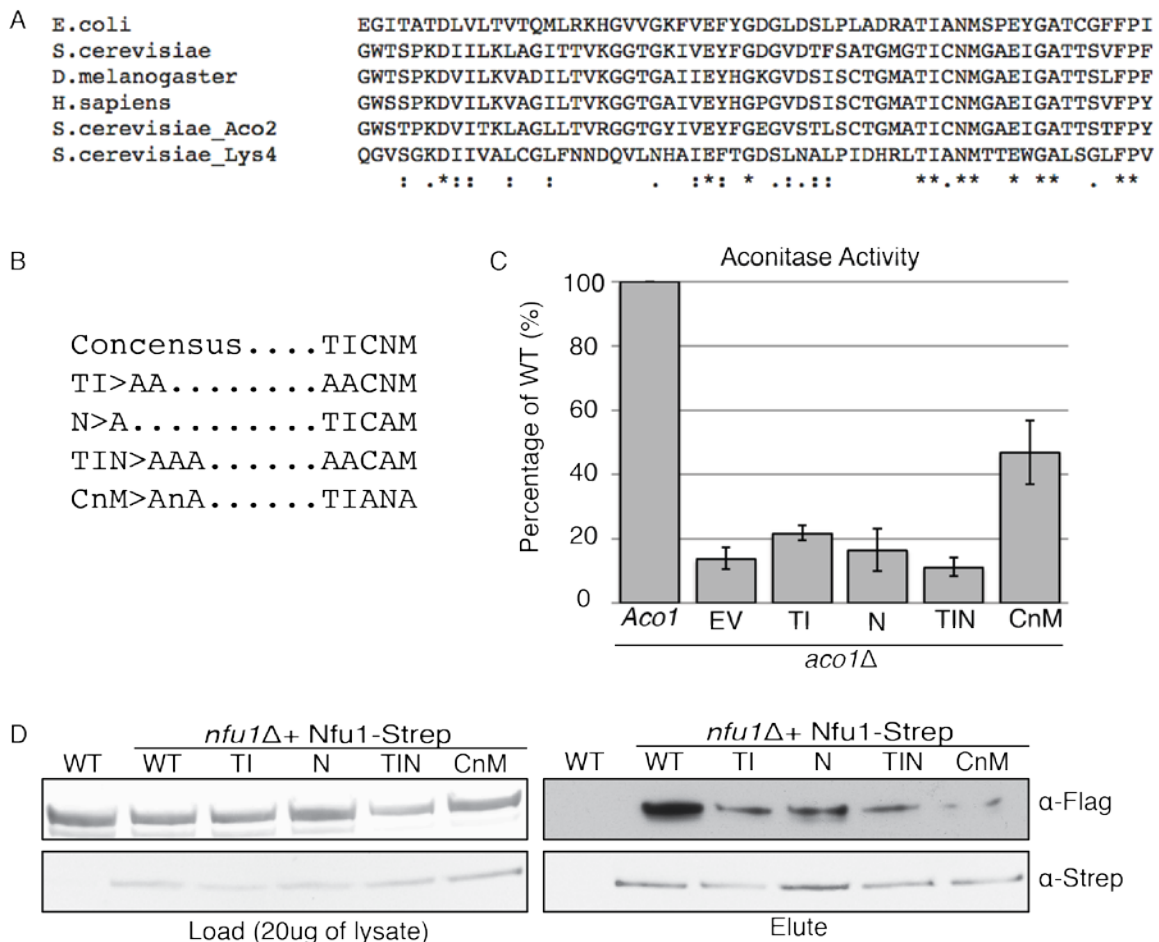 A
E.coli EGITATDLVLTVTQMLRKHGVVGKFVEFYGDGLDSLPLADRATIANMSPEYGATCGFFPI
S.cerevisiae GWTSPKDIILKLAGITTVKGGTGKIVEYFGDGVDTFSATGMGTICNMGAEIGATTSVFPF
D.melanogaster GWTSPKDVILKVADILTVKGGTGAIIEYHGKGVDSISCTGMATICNMGAEIGATTSLFPF
H.sapiens GWSSPKDVILKVAGILTVKGGTGAIVEYHGPGVDSISCTGMATICNMGAEIGATTSVFPY
S.cerevisiae_Aco2 GWSTPKDVITKLAGLLTVRGGTGYIVEYFGEGVSTLSCTGMATICNMGAEIGATTSTFPY
S.cerevisiae_Lys4 QGVSGKDIIVALCGLFNNDQVLNHAIEFTGDSLNALPIDHRLTIANMTTEWGALSGLFPV
: .*:: : : . :*: * .:.:: **.** * ** . **
B
Concensus....TICNM
TI>AA........AACNM
N>A..........TICAM
TIN>AAA......AACAM
CnM>AnA......TIANA
C
Aconitase Activity
Percentage of WT (%)
100
80
60
40
20
0
Aco1 EV TI N TIN CnM
aco1Δ
D
nfu1Δ+ Nfu1-Strep
WT WT TI N TIN CnM
Load (20ug of lysate)
nfu1Δ+ Nfu1-Strep
WT WT TI N TIN CnM
α-Flag
α-Strep
Elute